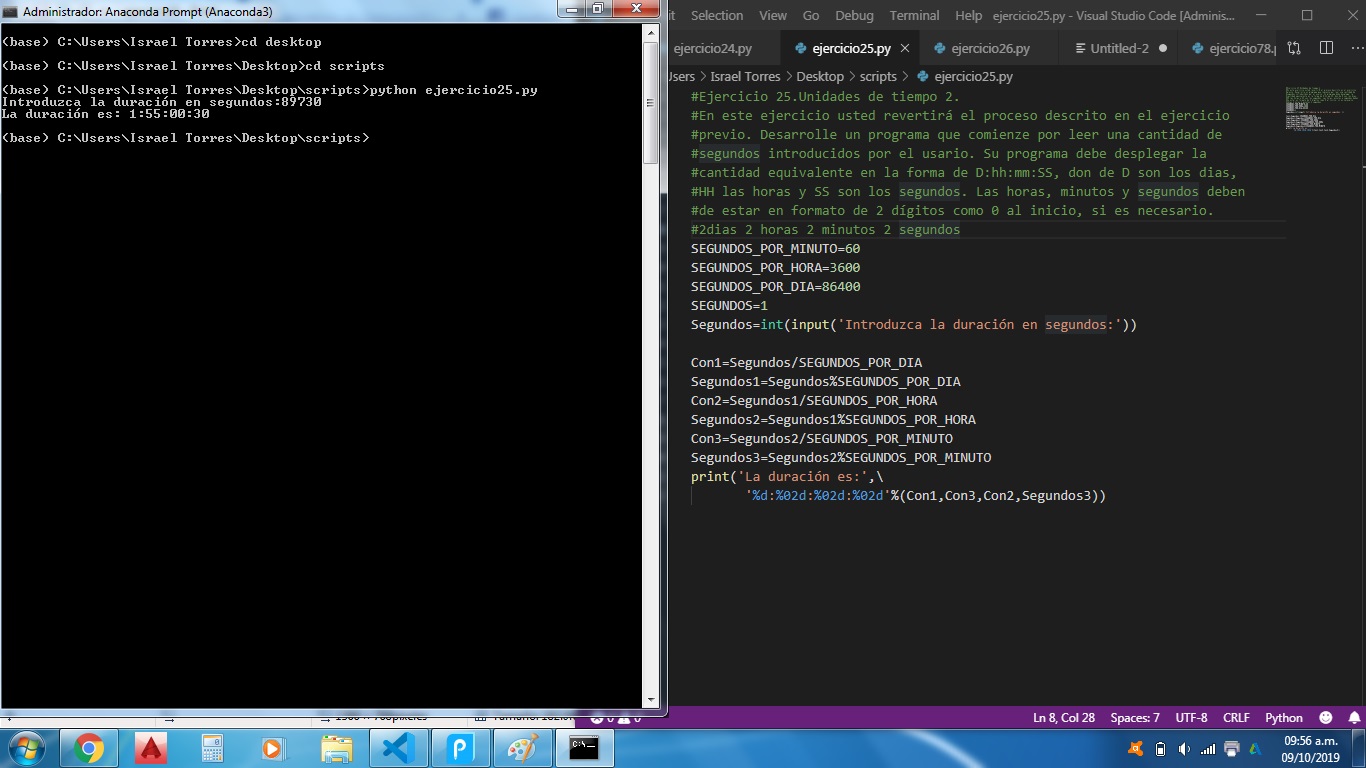 Administrador: Anaconda Prompt (Anaconda3)
(base) C:\Users\Israel Torres>cd desktop
(base) C:\Users\Israel Torres\Desktop>cd scripts
(base) C:\Users\Israel Torres\Desktop\scripts>python ejercicio25.py
Introduzca la duración en segundos:89730
La duración es: 1:55:00:30
(base) C:\Users\Israel Torres\Desktop\scripts>
it Selection View Go Debug Terminal Help ejercicio25.py - Visual Studio Code [Adminis...
ejercicio24.py ejercicio25.py ejercicio26.py Untitled-2 ejercicio78.p
Users > Israel Torres > Desktop > scripts > ejercicio25.py
#Ejercicio 25.Unidades de tiempo 2.
#En este ejercicio usted revertirá el proceso descrito en el ejercicio
#previo. Desarrolle un programa que comienze por leer una cantidad de
#segundos introducidos por el usario. Su programa debe desplegar la
#cantidad equivalente en la forma de D:hh:mm:SS, don de D son los dias,
#HH las horas y SS son los segundos. Las horas, minutos y segundos deben
#de estar en formato de 2 dígitos como 0 al inicio, si es necesario.
#2dias 2 horas 2 minutos 2 segundos
SEGUNDOS_POR_MINUTO=60
SEGUNDOS_POR_HORA=3600
SEGUNDOS_POR_DIA=86400
SEGUNDOS=1
Segundos=int(input('Introduzca la duración en segundos:'))
Con1=Segundos/SEGUNDOS_POR_DIA
Segundos1=Segundos%SEGUNDOS_POR_DIA
Con2=Segundos1/SEGUNDOS_POR_HORA
Segundos2=Segundos1%SEGUNDOS_POR_HORA
Con3=Segundos2/SEGUNDOS_POR_MINUTO
Segundos3=Segundos2%SEGUNDOS_POR_MINUTO
print('La duración es:',\
'%d:%02d:%02d:%02d'%(Con1,Con3,Con2,Segundos3))
Ln 8, Col 28 Spaces: 7 UTF-8 CRLF Python
09:56 a.m.
09/10/2019